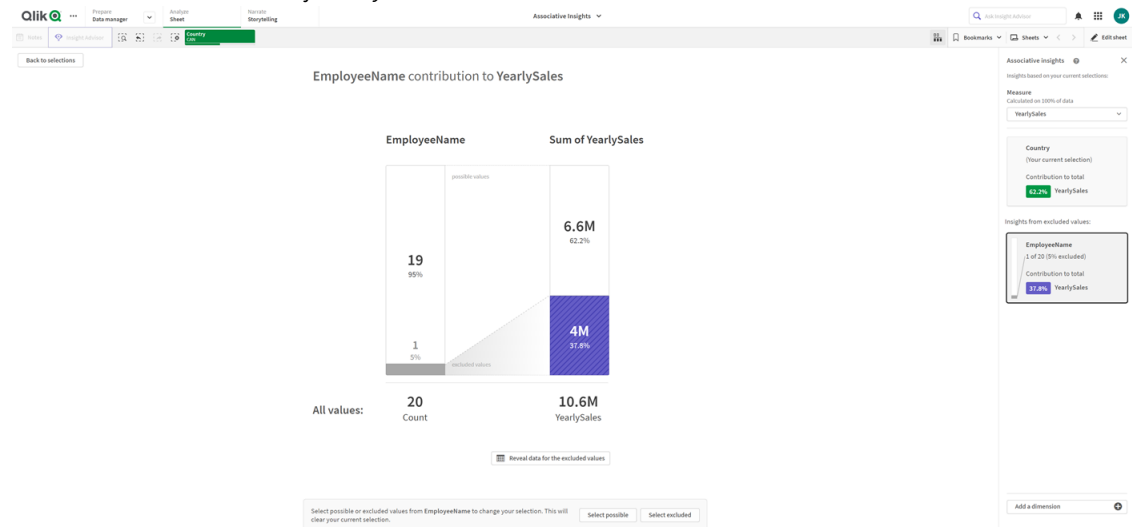 Qlik
Prepare
Data manager
Analyze
Sheet
Narrate
Storytelling
Associative Insights
Ask Insight Advisor
JK
Notes
Insight Advisor
Country
CAN
Bookmarks
Sheets
Edit sheet
Back to selections
EmployeeName contribution to YearlySales
EmployeeName
Sum of YearlySales
possible values
6.6M
62.2%
19
95%
4M
37.8%
1
5%
excluded values
All values:
20
Count
10.6M
YearlySales
Reveal data for the excluded values
Select possible or excluded values from EmployeeName to change your selection. This will
clear your current selection.
Select possible
Select excluded
Associative insights
Insights based on your current selections:
Measure
Calculated on 100% of data
YearlySales
Country
(Your current selection)
Contribution to total
62.2% YearlySales
Insights from excluded values:
EmployeeName
1 of 20 (5% excluded)
Contribution to total
37.8% YearlySales
Add a dimension